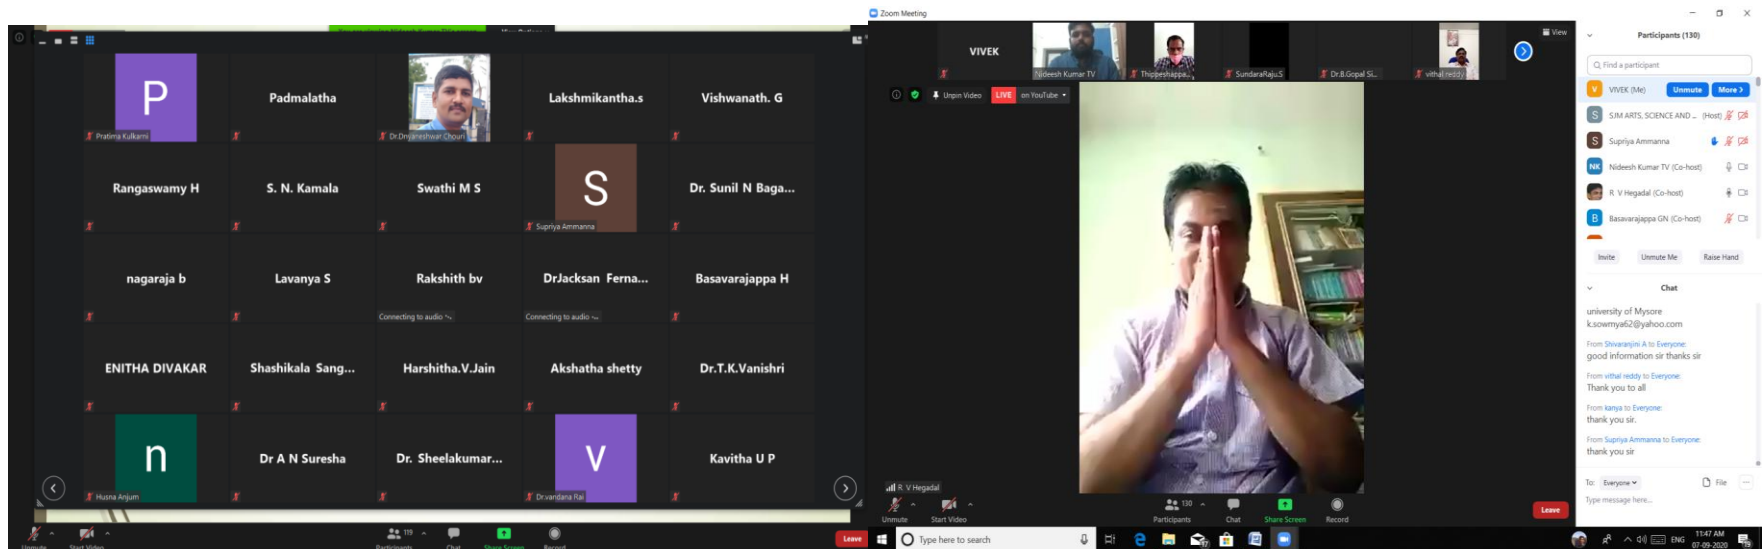 View Options
P
Pratima Kulkarni
Padmalatha
Dr.Dnyaneshwar Chouri
Lakshmikantha.s
Vishwanath. G
Rangaswamy H
S. N. Kamala
Swathi M S
S
Supriya Ammanna
Dr. Sunil N Baga...
nagaraja b
Lavanya S
Rakshith bv
Connecting to audio
DrJacksan Ferna...
Connecting to audio
Basavarajappa H
ENITHA DIVAKAR
Shashikala Sang...
Harshitha.V.Jain
Akshatha shetty
Dr.T.K.Vanishri
n
Husna Anjum
Dr A N Suresha
Dr. Sheelakumar...
v
Dr.vandana Rai
Kavitha U P
Unmute
Start Video
119
Participants
Chat
Share Screen
Record
Leave
Zoom Meeting
VIVEK
Nideesh Kumar TV
Thippeshappa...
SundaraRaju.S
Dr.B.Gopal Si...
vithal reddy
View
Unpin Video
LIVE on YouTube
R. V Hegadal
Unmute
Start Video
130
Participants
Chat
Share Screen
Record
Leave
Participants (130)
Find a participant
V VIVEK (Me) Unmute More
S SJM ARTS, SCIENCE AND ... (Host)
S Supriya Ammanna
NK Nideesh Kumar TV (Co-host)
R V Hegadal (Co-host)
B Basavarajappa GN (Co-host)
Invite Unmute Me Raise Hand
Chat
university of Mysore
k.sowmya62@yahoo.com
From Shivaranjini A to Everyone:
good information sir thanks sir
From vithal reddy to Everyone:
Thank you to all
From kanya to Everyone:
thank you sir.
From Supriya Ammanna to Everyone:
thank you sir
To: Everyone File
Type message here...
Type here to search
ENG
11:47 AM
07-09-2020